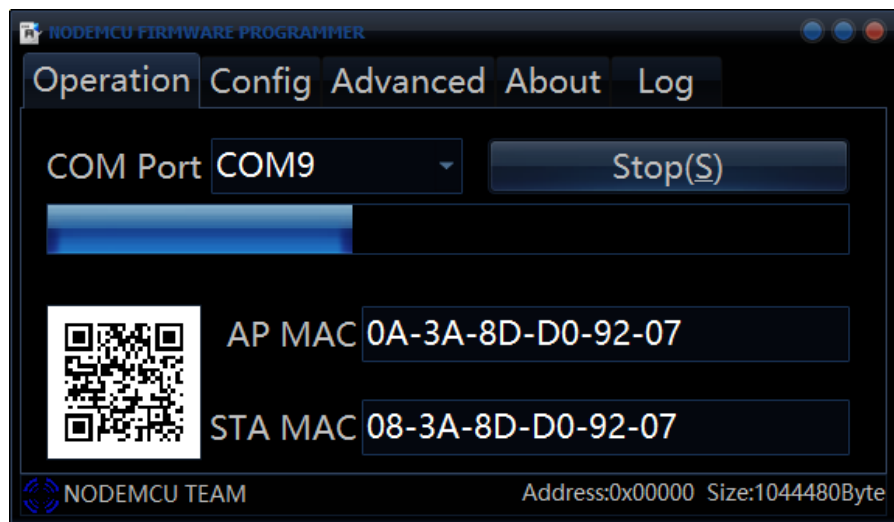 NODEMCU FIRMWARE PROGRAMMER
Operation Config Advanced About Log
COM Port COM9 Stop(S)
AP MAC 0A-3A-8D-D0-92-07
STA MAC 08-3A-8D-D0-92-07
NODEMCU TEAM Address:0x00000 Size:1044480Byte